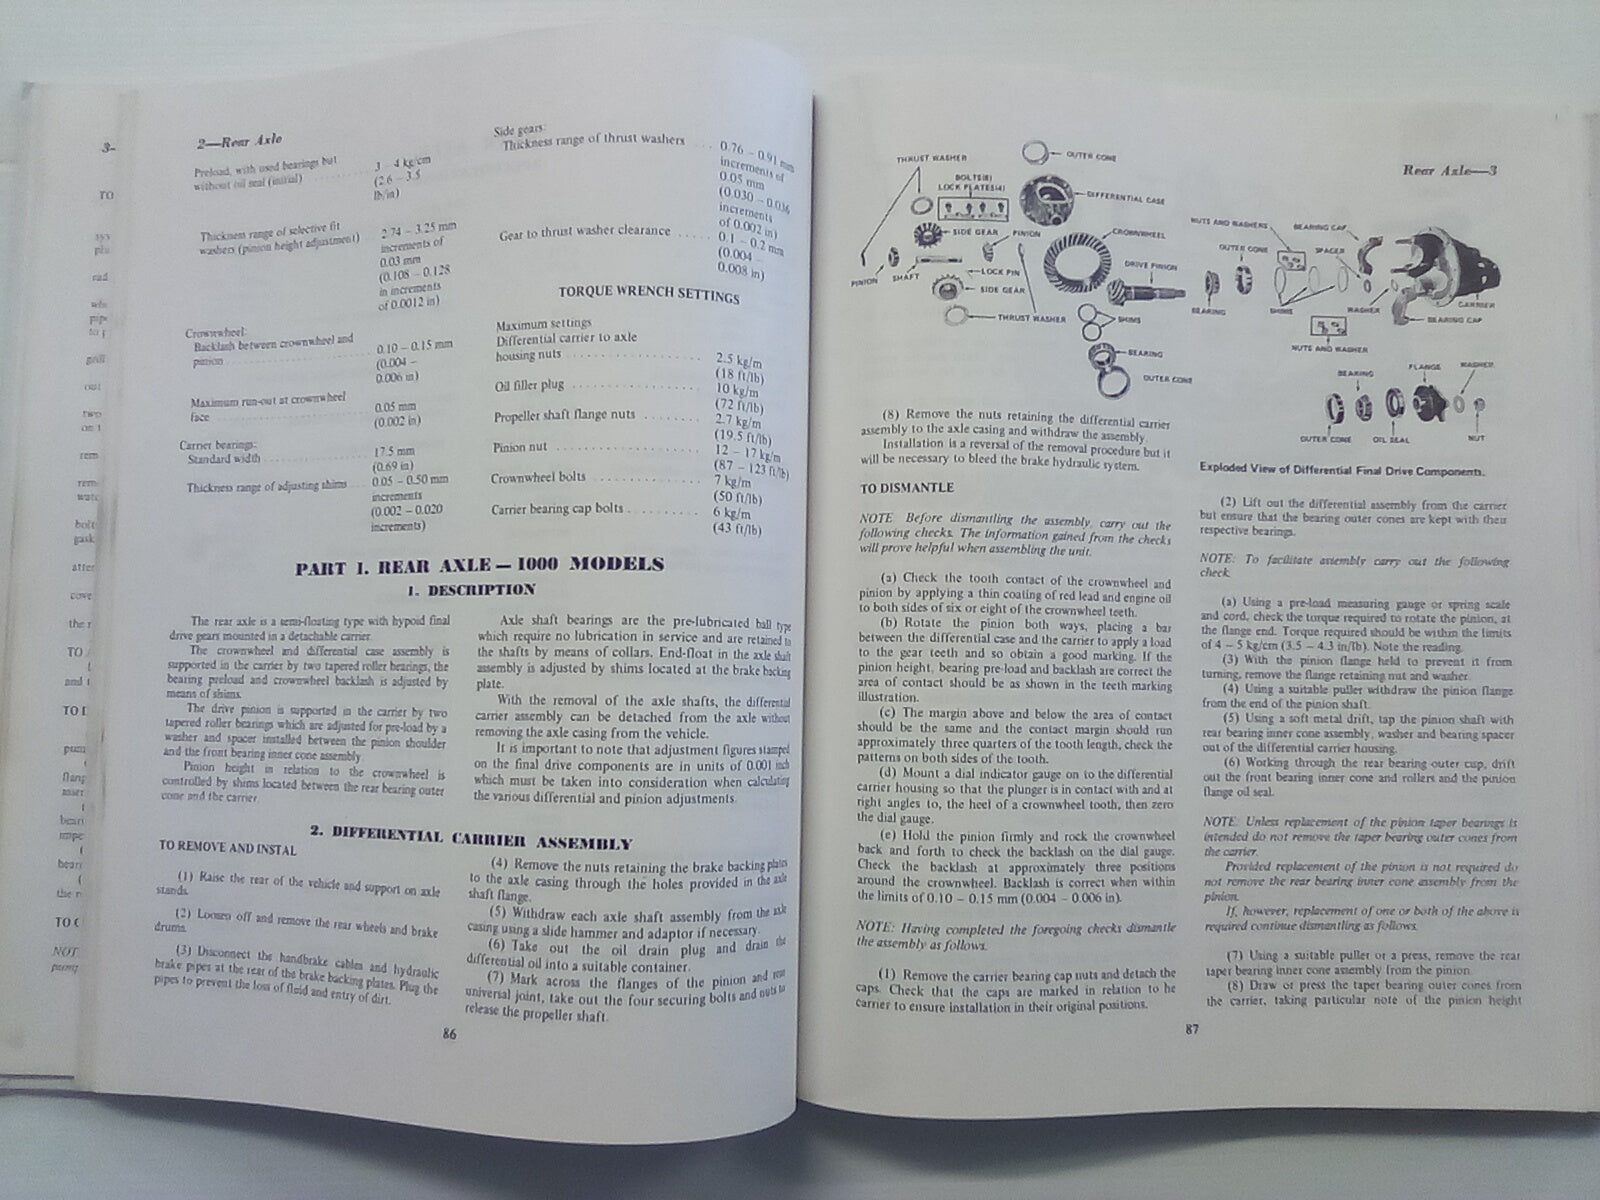 3-
TO
rad
TO
TO
TO
NOT
2—Rear Axle
Preload, with used bearings but
without oil seal (initial)
3 – 4 kg/cm
(2.6 – 3.5
lb/in)
Thickness range of selective fit
washers (pinion height adjustment)
2.74 – 3.25 mm
increments of
0.03 mm
(0.108 – 0.128
in increments
of 0.0012 in)
Crownwheel:
Backlash between crownwheel and
pinion
0.10 – 0.15 mm
(0.004 –
0.006 in)
Maximum run-out at crownwheel
face
0.05 mm
(0.002 in)
Carrier bearings:
Standard width
17.5 mm
(0.69 in)
Thickness range of adjusting shims
0.05 – 0.50 mm
increments
(0.002 – 0.020
increments)
Side gears:
Thickness range of thrust washers ...
0.76 – 0.91 mm
increments of
0.05 mm
(0.030 – 0.036
increments
of 0.002 in)
Gear to thrust washer clearance .....
0.1 – 0.2 mm
(0.004 –
0.008 in)
TORQUE WRENCH SETTINGS
Maximum settings
Differential carrier to axle
housing nuts ..................
2.5 kg/m
(18 ft/lb)
Oil filler plug ..................
10 kg/m
(72 ft/lb)
Propeller shaft flange nuts ........
2.7 kg/m
(19.5 ft/lb)
Pinion nut ....................
12 – 17 kg/m
(87 – 123 ft/lb)
Crownwheel bolts ...............
7 kg/m
(50 ft/lb)
Carrier bearing cap bolts ..........
6 kg/m
(43 ft/lb)
PART 1. REAR AXLE — 1000 MODELS
1. DESCRIPTION
The rear axle is a semi-floating type with hypoid final
drive gears mounted in a detachable carrier.
The crownwheel and differential case assembly is
supported in the carrier by two tapered roller bearings, the
bearing preload and crownwheel backlash is adjusted by
means of shims.
The drive pinion is supported in the carrier by two
tapered roller bearings which are adjusted for pre-load by a
washer and spacer installed between the pinion shoulder
and the front bearing inner cone assembly.
Pinion height in relation to the crownwheel is
controlled by shims located between the rear bearing outer
cone and the carrier.
Axle shaft bearings are the pre-lubricated ball type
which require no lubrication in service and are retained to
the shafts by means of collars. End-float in the axle shaft
assembly is adjusted by shims located at the brake backing
plate.
With the removal of the axle shafts, the differential
carrier assembly can be detached from the axle without
removing the axle casing from the vehicle.
It is important to note that adjustment figures stamped
on the final drive components are in units of 0.001 inch
which must be taken into consideration when calculating
the various differential and pinion adjustments.
2. DIFFERENTIAL CARRIER ASSEMBLY
TO REMOVE AND INSTAL
(1) Raise the rear of the vehicle and support on axle
stands.
(2) Loosen off and remove the rear wheels and brake
drums.
(3) Disconnect the handbrake cables and hydraulic
brake pipes at the rear of the brake backing plates. Plug the
pipes to prevent the loss of fluid and entry of dirt.
(4) Remove the nuts retaining the brake backing plates
to the axle casing through the holes provided in the axle
shaft flange.
(5) Withdraw each axle shaft assembly from the axle
casing using a slide hammer and adaptor if necessary.
(6) Take out the oil drain plug and drain the
differential oil into a suitable container.
(7) Mark across the flanges of the pinion and rear
universal joint, take out the four securing bolts and nuts to
release the propeller shaft.
86
Rear Axle—3
THRUST WASHER
OUTER CONE
BOLTS(8)
LOCK PLATES(4)
DIFFERENTIAL CASE
SIDE GEAR
PINION
CROWNWHEEL
NUTS AND WASHERS
BEARING CAP
OUTER CONE
SPACER
PINION
SHAFT
LOCK PIN
DRIVE PINION
SIDE GEAR
THRUST WASHER
SHIMS
BEARING
SHIMS
WASHER
CARRIER
BEARING CAP
NUTS AND WASHER
BEARING
OUTER CONE
BEARING
FLANGE
WASHER
OUTER CONE
OIL SEAL
NUT
Exploded View of Differential Final Drive Components.
(8) Remove the nuts retaining the differential carrier
assembly to the axle casing and withdraw the assembly.
Installation is a reversal of the removal procedure but it
will be necessary to bleed the brake hydraulic system.
TO DISMANTLE
NOTE: Before dismantling the assembly, carry out the
following checks. The information gained from the checks
will prove helpful when assembling the unit.
(a) Check the tooth contact of the crownwheel and
pinion by applying a thin coating of red lead and engine oil
to both sides of six or eight of the crownwheel teeth.
(b) Rotate the pinion both ways, placing a bar
between the differential case and the carrier to apply a load
to the gear teeth and so obtain a good marking. If the
pinion height, bearing pre-load and backlash are correct the
area of contact should be as shown in the teeth marking
illustration.
(c) The margin above and below the area of contact
should be the same and the contact margin should run
approximately three quarters of the tooth length, check the
patterns on both sides of the tooth.
(d) Mount a dial indicator gauge on to the differential
carrier housing so that the plunger is in contact with and at
right angles to, the heel of a crownwheel tooth, then zero
the dial gauge.
(e) Hold the pinion firmly and rock the crownwheel
back and forth to check the backlash on the dial gauge.
Check the backlash at approximately three positions
around the crownwheel. Backlash is correct when within
the limits of 0.10 – 0.15 mm (0.004 – 0.006 in).
NOTE: Having completed the foregoing checks dismantle
the assembly as follows.
(1) Remove the carrier bearing cap nuts and detach the
caps. Check that the caps are marked in relation to he
carrier to ensure installation in their original positions.
(2) Lift out the differential assembly from the carrier
but ensure that the bearing outer cones are kept with their
respective bearings.
NOTE: To facilitate assembly carry out the following
check.
(a) Using a pre-load measuring gauge or spring scale
and cord, check the torque required to rotate the pinion, at
the flange end. Torque required should be within the limits
of 4 – 5 kg/cm (3.5 – 4.3 in/lb). Note the reading.
(3) With the pinion flange held to prevent it from
turning, remove the flange retaining nut and washer.
(4) Using a suitable puller withdraw the pinion flange
from the end of the pinion shaft.
(5) Using a soft metal drift, tap the pinion shaft with
rear bearing inner cone assembly, washer and bearing spacer
out of the differential carrier housing.
(6) Working through the rear bearing outer cup, drift
out the front bearing inner cone and rollers and the pinion
flange oil seal.
NOTE: Unless replacement of the pinion taper bearings is
intended do not remove the taper bearing outer cones from
the carrier.
Provided replacement of the pinion is not required do
not remove the rear bearing inner cone assembly from the
pinion.
If, however, replacement of one or both of the above is
required continue dismantling as follows.
(7) Using a suitable puller or a press, remove the rear
taper bearing inner cone assembly from the pinion.
(8) Draw or press the taper bearing outer cones from
the carrier, taking particular note of the pinion height
87